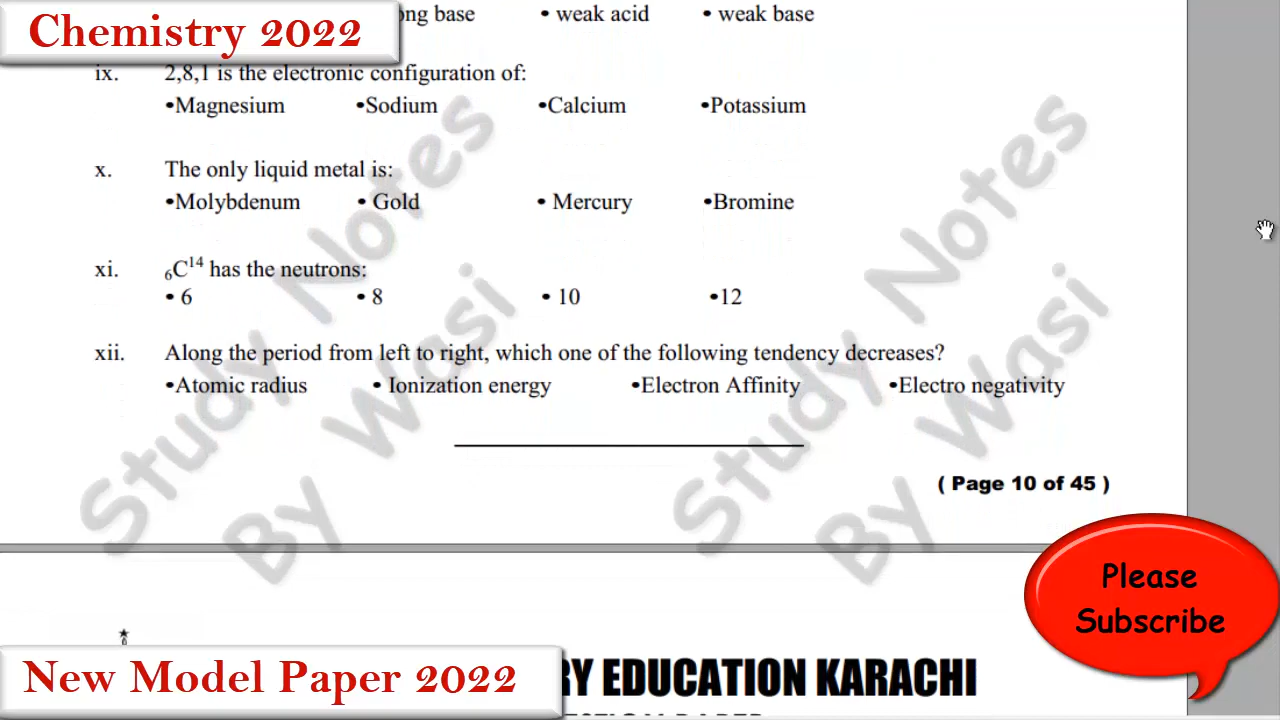 Chemistry 2022
ong base • weak acid • weak base
ix. 2,8,1 is the electronic configuration of:
•Magnesium •Sodium •Calcium •Potassium
x. The only liquid metal is:
•Molybdenum • Gold • Mercury •Bromine
xi. ₆C¹⁴ has the neutrons:
• 6 • 8 • 10 •12
xii. Along the period from left to right, which one of the following tendency decreases?
•Atomic radius • Ionization energy •Electron Affinity •Electro negativity
Study Notes
By Wasi
Study Notes
By Wasi
( Page 10 of 45 )
Please
Subscribe
New Model Paper 2022
RY EDUCATION KARACHI